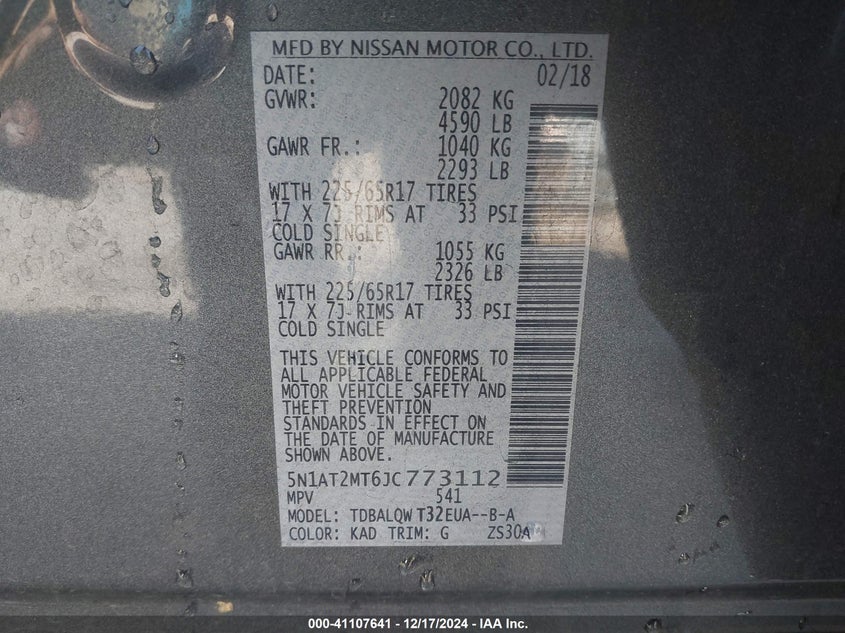 MFD BY NISSAN MOTOR CO., LTD.
DATE: 02/18
GVWR: 2082 KG
4590 LB
GAWR FR.: 1040 KG
2293 LB
WITH 225/65R17 TIRES
17 X 7J RIMS AT 33 PSI
COLD SINGLE
GAWR RR.: 1055 KG
2326 LB
WITH 225/65R17 TIRES
17 X 7J RIMS AT 33 PSI
COLD SINGLE
THIS VEHICLE CONFORMS TO
ALL APPLICABLE FEDERAL
MOTOR VEHICLE SAFETY AND
THEFT PREVENTION
STANDARDS IN EFFECT ON
THE DATE OF MANUFACTURE
SHOWN ABOVE.
5N1AT2MT6JC773112
MPV 541
MODEL: TDBALQW T32EUA--B-A
COLOR: KAD TRIM: G ZS30A
000-41107641 - 12/17/2024 - IAA Inc.